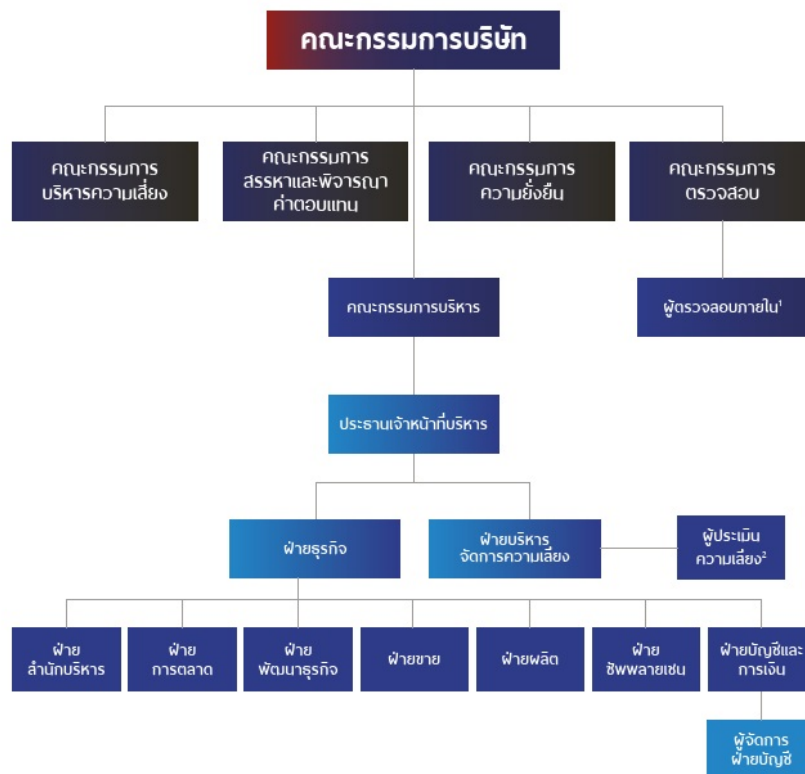 คณะกรรมการบริษัท
คณะกรรมการ
บริหารความเสี่ยง
คณะกรรมการ
สรรหาและพิจารณา
ค่าตอบแทน
คณะกรรมการ
ความยั่งยืน
คณะกรรมการ
ตรวจสอบ
คณะกรรมการบริหาร
ผู้ตรวจสอบภายใน¹
ประธานเจ้าหน้าที่บริหาร
ฝ่ายธุรกิจ
ฝ่ายบริหาร
จัดการความเสี่ยง
ผู้ประเมิน
ความเสี่ยง²
ฝ่าย
สำนักบริหาร
ฝ่าย
การตลาด
ฝ่าย
พัฒนาธุรกิจ
ฝ่ายขาย
ฝ่ายผลิต
ฝ่าย
ซัพพลายเชน
ฝ่ายบัญชีและ
การเงิน
ผู้จัดการ
ฝ่ายบัญชี